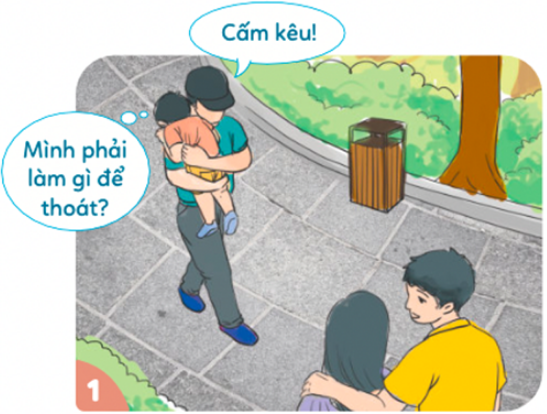 Cấm kêu!
Mình phải
làm gì để
thoát?
1